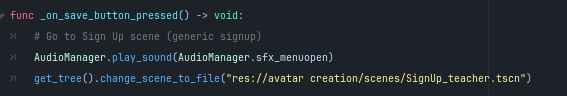 func _on_save_button_pressed() -> void:
# Go to Sign Up scene (generic signup)
AudioManager.play_sound(AudioManager.sfx_menuopen)
get_tree().change_scene_to_file("res://avatar creation/scenes/SignUp_teacher.tscn")